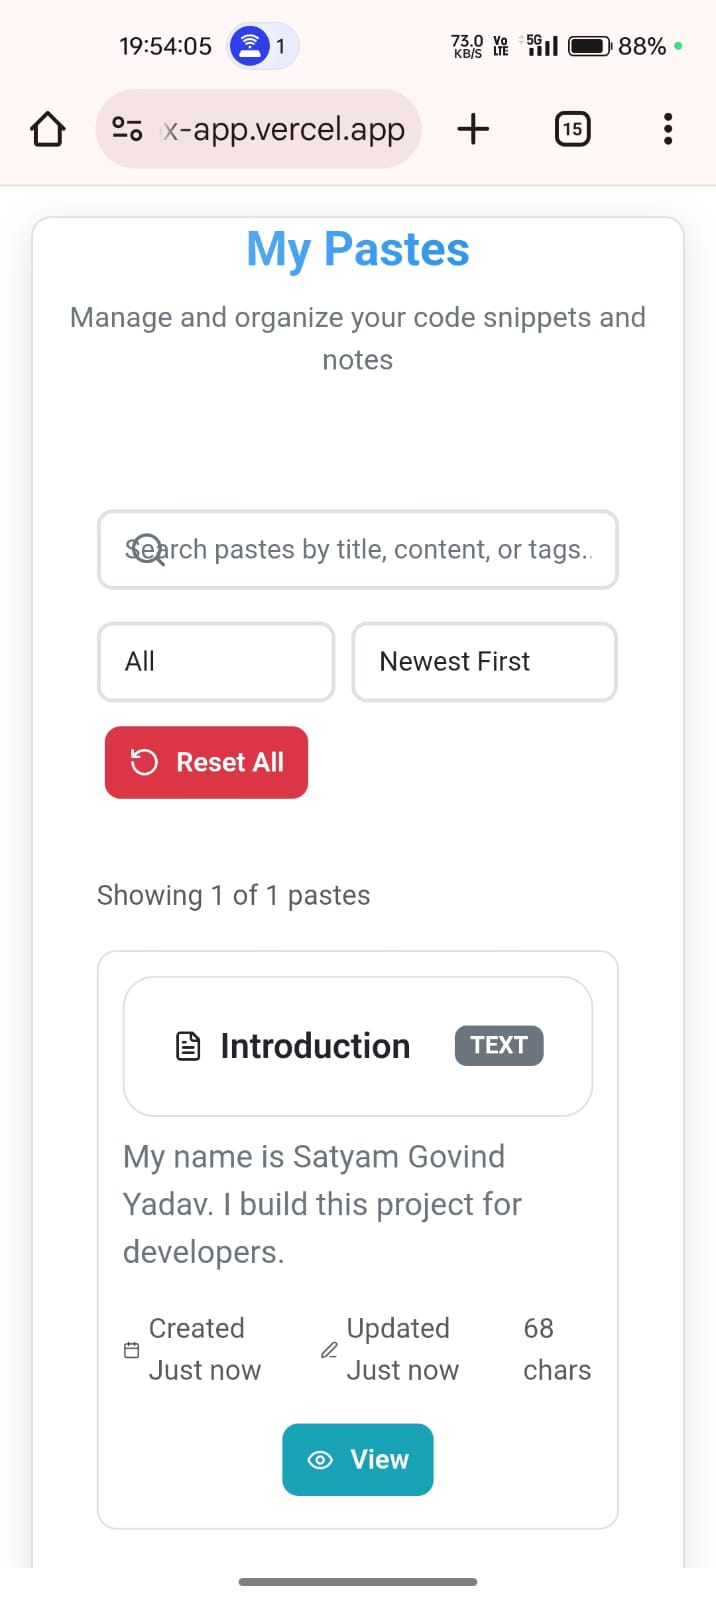 19:54:05 1 73.0 KB/S Vo LTE 5G 88%
x-app.vercel.app 15
My Pastes
Manage and organize your code snippets and
notes
Search pastes by title, content, or tags..
All Newest First
Reset All
Showing 1 of 1 pastes
Introduction TEXT
My name is Satyam Govind
Yadav. I build this project for
developers.
Created Updated 68
Just now Just now chars
View